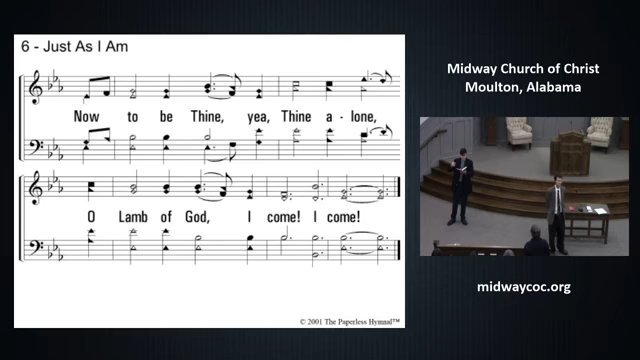 6 - Just As I Am
Now to be Thine, yea, Thine a - lone,
O Lamb of God, I come! I come!
© 2001 The Paperless Hymnal™
Midway Church of Christ
Moulton, Alabama
midwaycoc.org